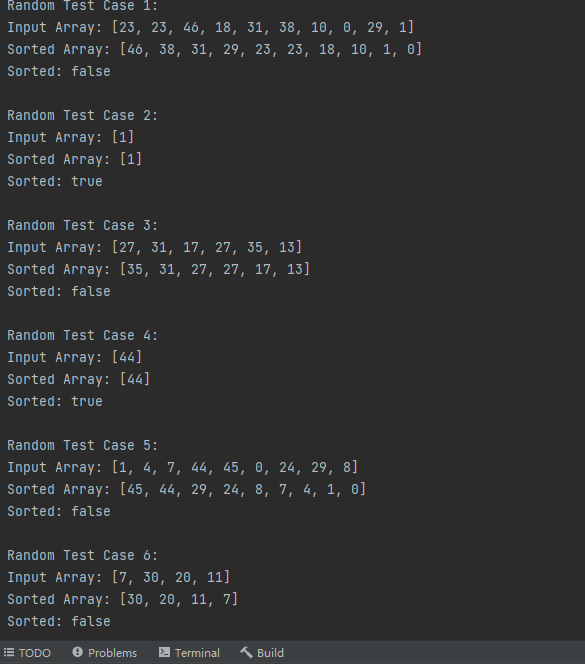 Random Test Case 1:
Input Array: [23, 23, 46, 18, 31, 38, 10, 0, 29, 1]
Sorted Array: [46, 38, 31, 29, 23, 23, 18, 10, 1, 0]
Sorted: false
Random Test Case 2:
Input Array: [1]
Sorted Array: [1]
Sorted: true
Random Test Case 3:
Input Array: [27, 31, 17, 27, 35, 13]
Sorted Array: [35, 31, 27, 27, 17, 13]
Sorted: false
Random Test Case 4:
Input Array: [44]
Sorted Array: [44]
Sorted: true
Random Test Case 5:
Input Array: [1, 4, 7, 44, 45, 0, 24, 29, 8]
Sorted Array: [45, 44, 29, 24, 8, 7, 4, 1, 0]
Sorted: false
Random Test Case 6:
Input Array: [7, 30, 20, 11]
Sorted Array: [30, 20, 11, 7]
Sorted: false
TODO Problems Terminal Build